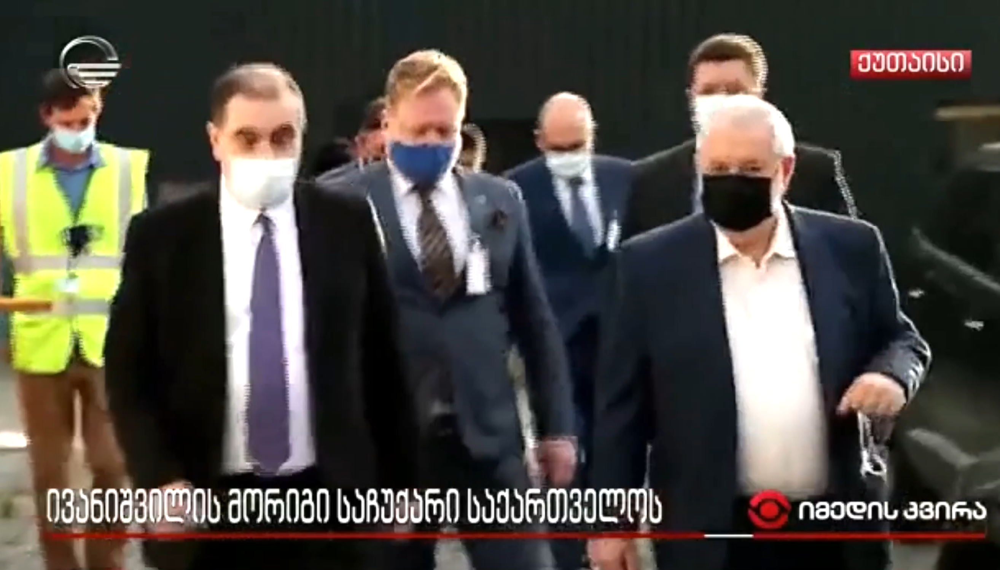 ქუთაისი
ივანიშვილის მორიგი საჩუქარი საქართველოს
იმედის კვირა